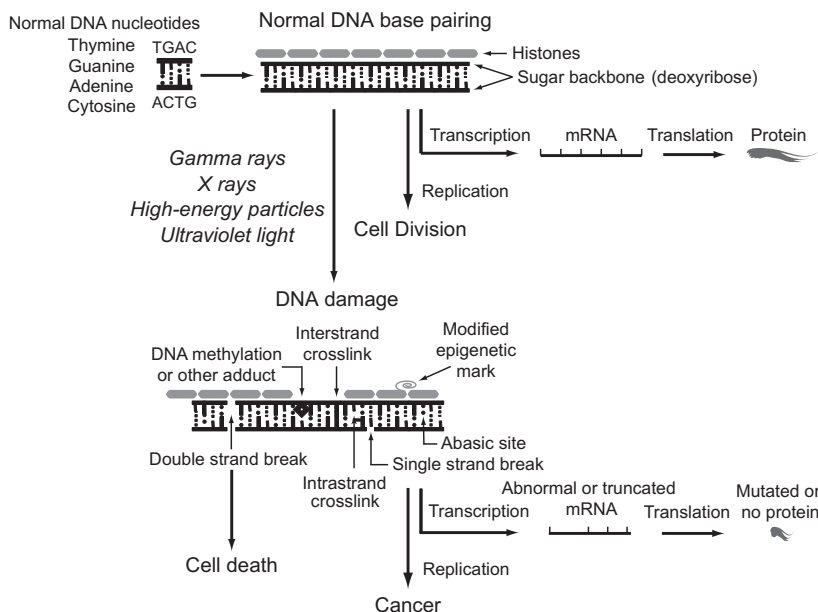 Normal DNA nucleotides
Thymine
Guanine
Adenine
Cytosine
TGAC
ACTG
Normal DNA base pairing
Histones
Sugar backbone (deoxyribose)
Transcription
mRNA
Translation
Protein
Replication
Cell Division
Gamma rays
X rays
High-energy particles
Ultraviolet light
DNA damage
DNA methylation
or other adduct
Interstrand
crosslink
Modified
epigenetic
mark
Double strand break
Intrastrand
crosslink
Abasic site
Single strand break
Cell death
Transcription
Abnormal or truncated
mRNA
Translation
Mutated or
no protein
Replication
Cancer